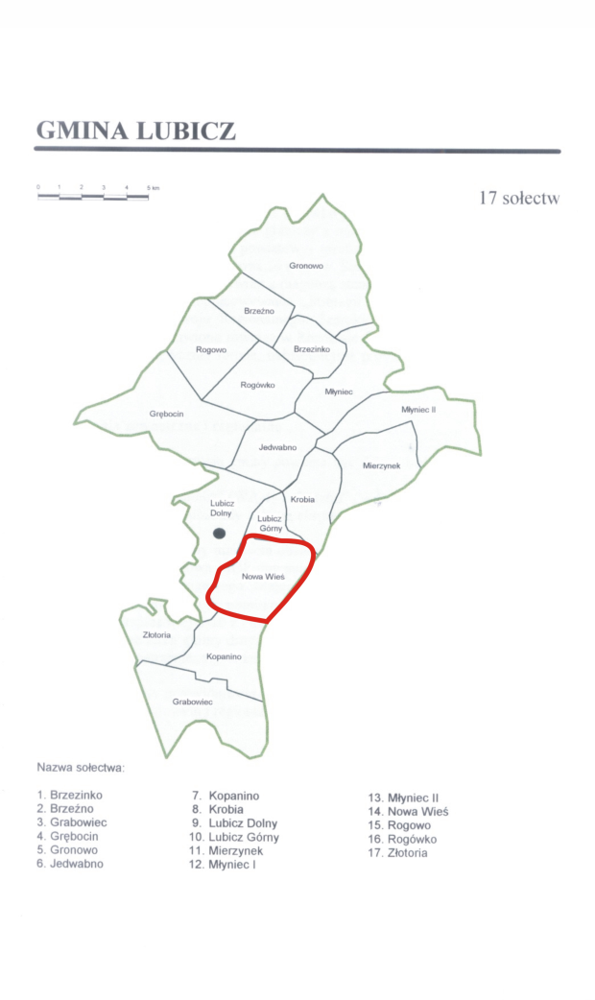 GMINA LUBICZ
0 1 2 3 4 5 km
17 sołectw
Gronowo
Brzeźno
Rogowo
Brzezinko
Rogówko
Młyniec
Młyniec II
Grębocin
Jedwabno
Mierzynek
Krobia
Lubicz
Dolny
Lubicz
Górny
Nowa Wieś
Złotoria
Kopanino
Grabowiec
Nazwa sołectwa:
1. Brzezinko
2. Brzeźno
3. Grabowiec
4. Grębocin
5. Gronowo
6. Jedwabno
7. Kopanino
8. Krobia
9. Lubicz Dolny
10. Lubicz Górny
11. Mierzynek
12. Młyniec I
13. Młyniec II
14. Nowa Wieś
15. Rogowo
16. Rogówko
17. Złotoria